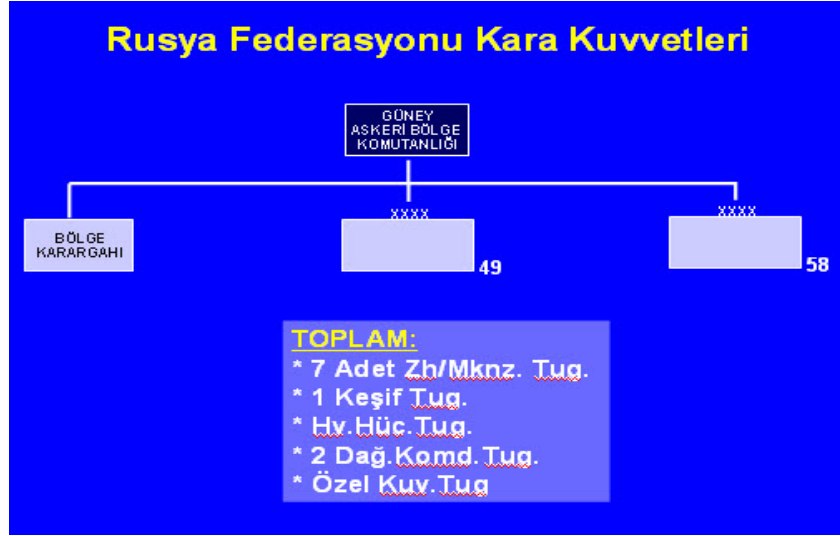 Rusya Federasyonu Kara Kuvvetleri
GÜNEY
ASKERİ BÖLGE
KOMUTANLIĞI
BÖLGE
KARARGAHI
XXXX
49
XXXX
58
TOPLAM:
* 7 Adet Zh/Mknz. Tug.
* 1 Keşif Tug.
* Hv.Hüc.Tug.
* 2 Dağ.Komd.Tug.
* Özel Kuv.Tug